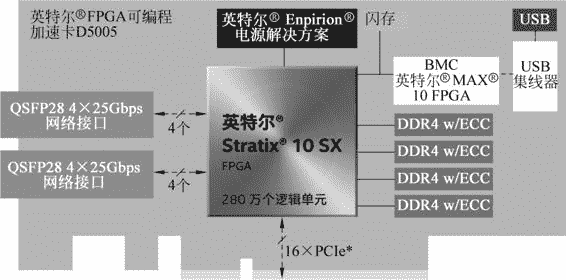 英特尔®FPGA可编程
加速卡D5005
英特尔® Enpirion®
电源解决方案
闪存
USB
BMC
英特尔®MAX®
10 FPGA
USB
集线器
QSFP28 4×25Gbps
网络接口
4个
QSFP28 4×25Gbps
网络接口
4个
英特尔®
Stratix® 10 SX
FPGA
280 万个逻辑单元
DDR4 w/ECC
DDR4 w/ECC
DDR4 w/ECC
DDR4 w/ECC
16×PCIe*